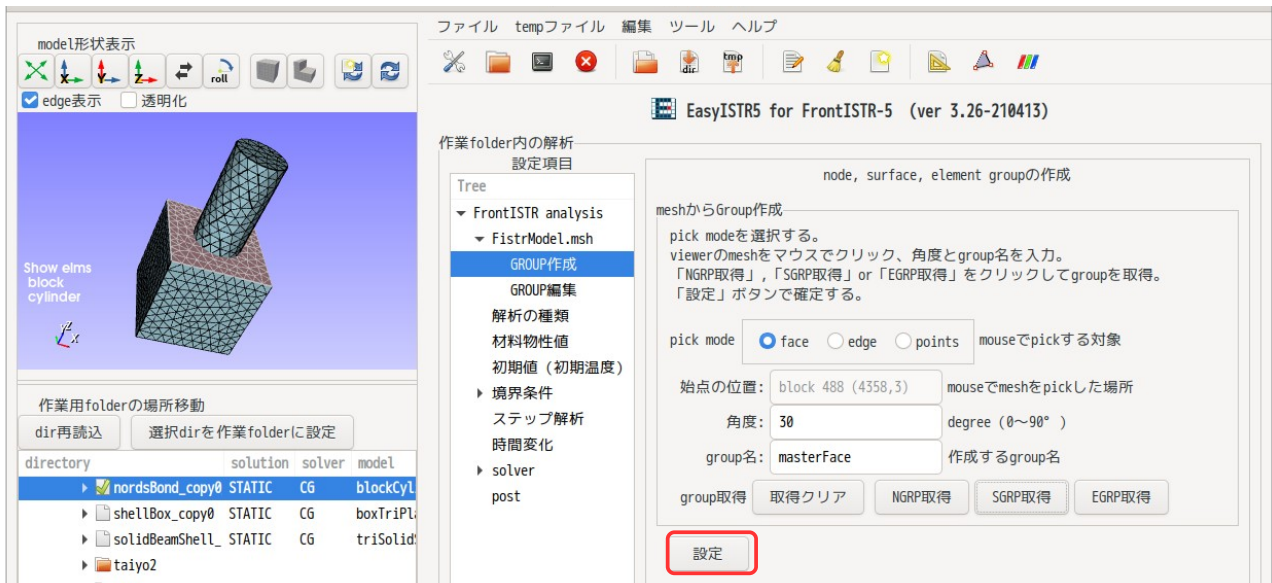 model形状表示
roll
edge表示 透明化
Show elms
block
cylinder
作業用folderの場所移動
dir再読込 選択dirを作業folderに設定
directory solution solver model
nordsBond_copy0 STATIC CG blockCyl
shellBox_copy0 STATIC CG boxTriPl
solidBeamShell_ STATIC CG triSolid
taiyo2
ファイル tempファイル 編集 ツール ヘルプ
dir tmp
EasyISTR5 for FrontISTR-5 (ver 3.26-210413)
作業folder内の解析
設定項目
Tree
FrontISTR analysis
FistrModel.msh
GROUP作成
GROUP編集
解析の種類
材料物性値
初期値 (初期温度)
境界条件
ステップ解析
時間変化
solver
post
node, surface, element groupの作成
meshからGroup作成
pick modeを選択する。
viewerのmeshをマウスでクリック、角度とgroup名を入力。
「NGRP取得」,「SGRP取得」or「EGRP取得」をクリックしてgroupを取得。
「設定」ボタンで確定する。
pick mode face edge points mouseでpickする対象
始点の位置: block 488 (4358,3) mouseでmeshをpickした場所
角度: 30 degree (0〜90° )
group名: masterFace 作成するgroup名
group取得 取得クリア NGRP取得 SGRP取得 EGRP取得
設定